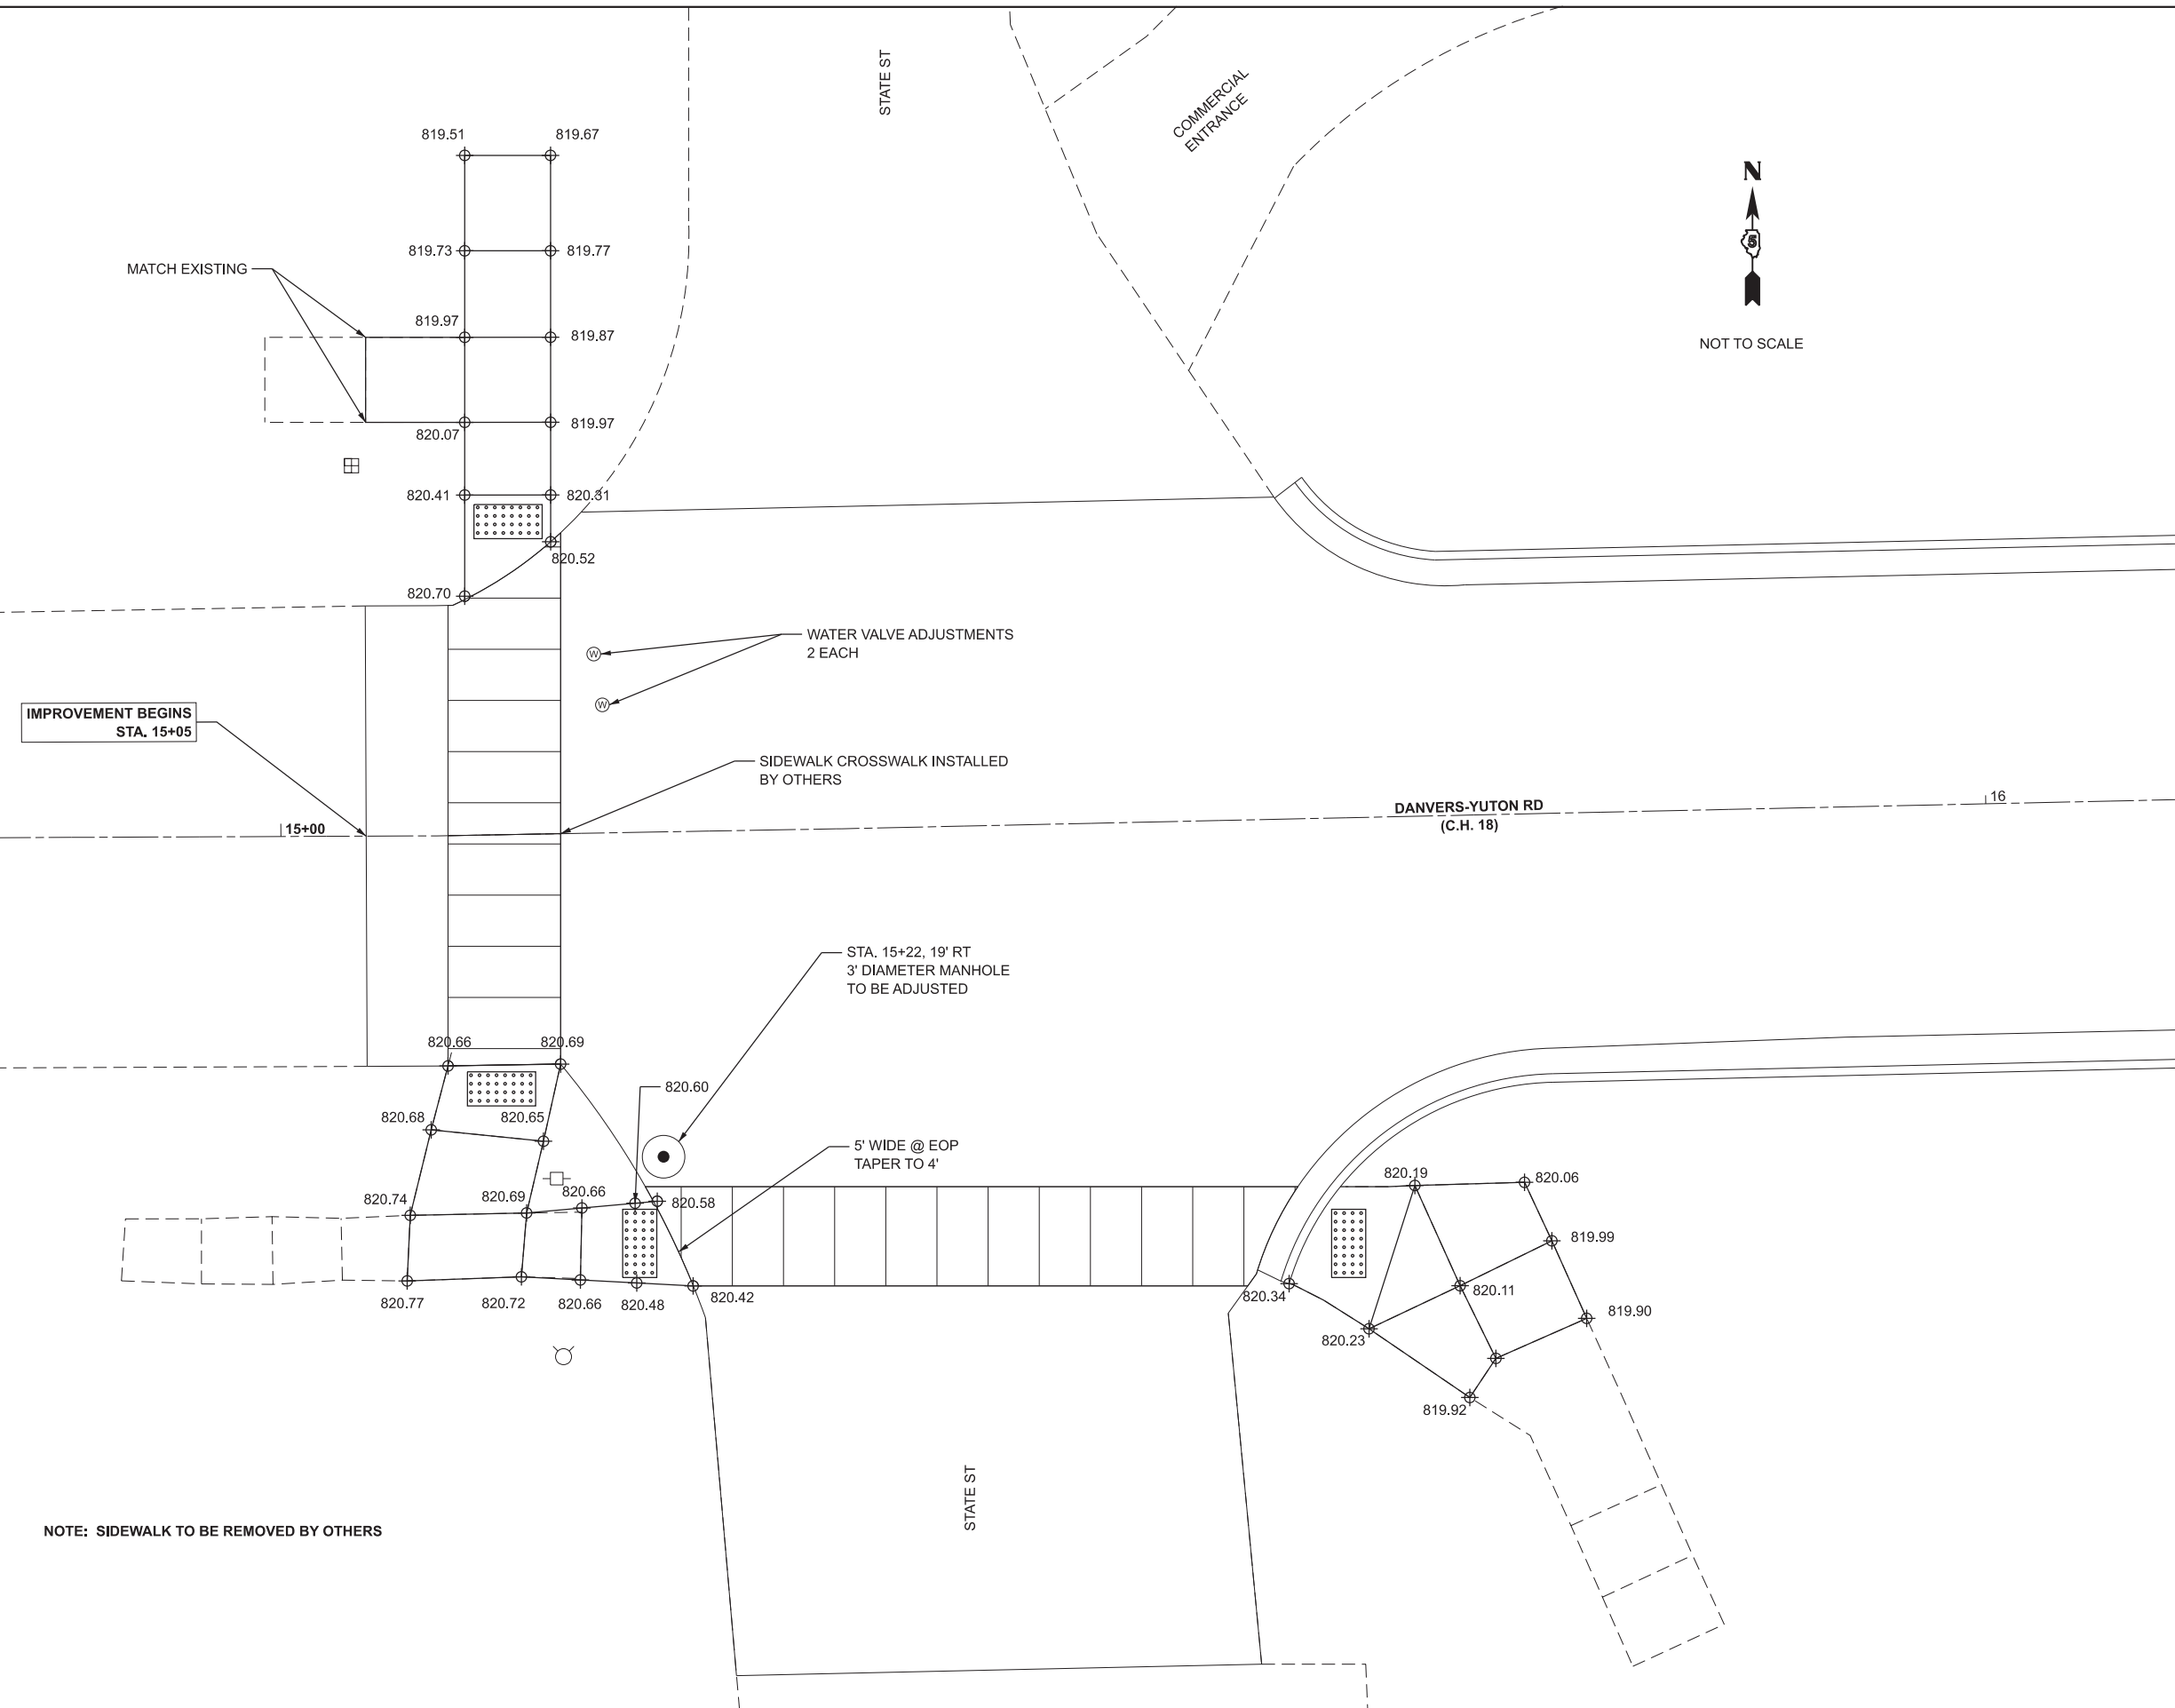 STATE ST
COMMERCIAL
ENTRANCE
819.51
819.67
N
5
NOT TO SCALE
819.73
819.77
MATCH EXISTING
819.97
819.87
820.07
819.97
820.41
820.31
820.52
820.70
WATER VALVE ADJUSTMENTS
2 EACH
W
W
IMPROVEMENT BEGINS
STA. 15+05
SIDEWALK CROSSWALK INSTALLED
BY OTHERS
15+00
DANVERS-YUTON RD
(C.H. 18)
16
STA. 15+22, 19' RT
3' DIAMETER MANHOLE
TO BE ADJUSTED
820.66
820.69
820.60
820.68
820.65
5' WIDE @ EOP
TAPER TO 4'
820.74
820.69
820.66
820.58
820.19
820.06
819.99
820.77
820.72
820.66
820.48
820.42
820.34
820.11
819.90
820.23
819.92
STATE ST
NOTE: SIDEWALK TO BE REMOVED BY OTHERS